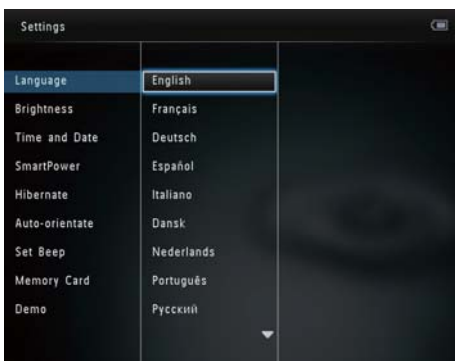 Settings
Language
Brightness
Time and Date
SmartPower
Hibernate
Auto-orientate
Set Beep
Memory Card
Demo
English
Français
Deutsch
Español
Italiano
Dansk
Nederlands
Português
Русский